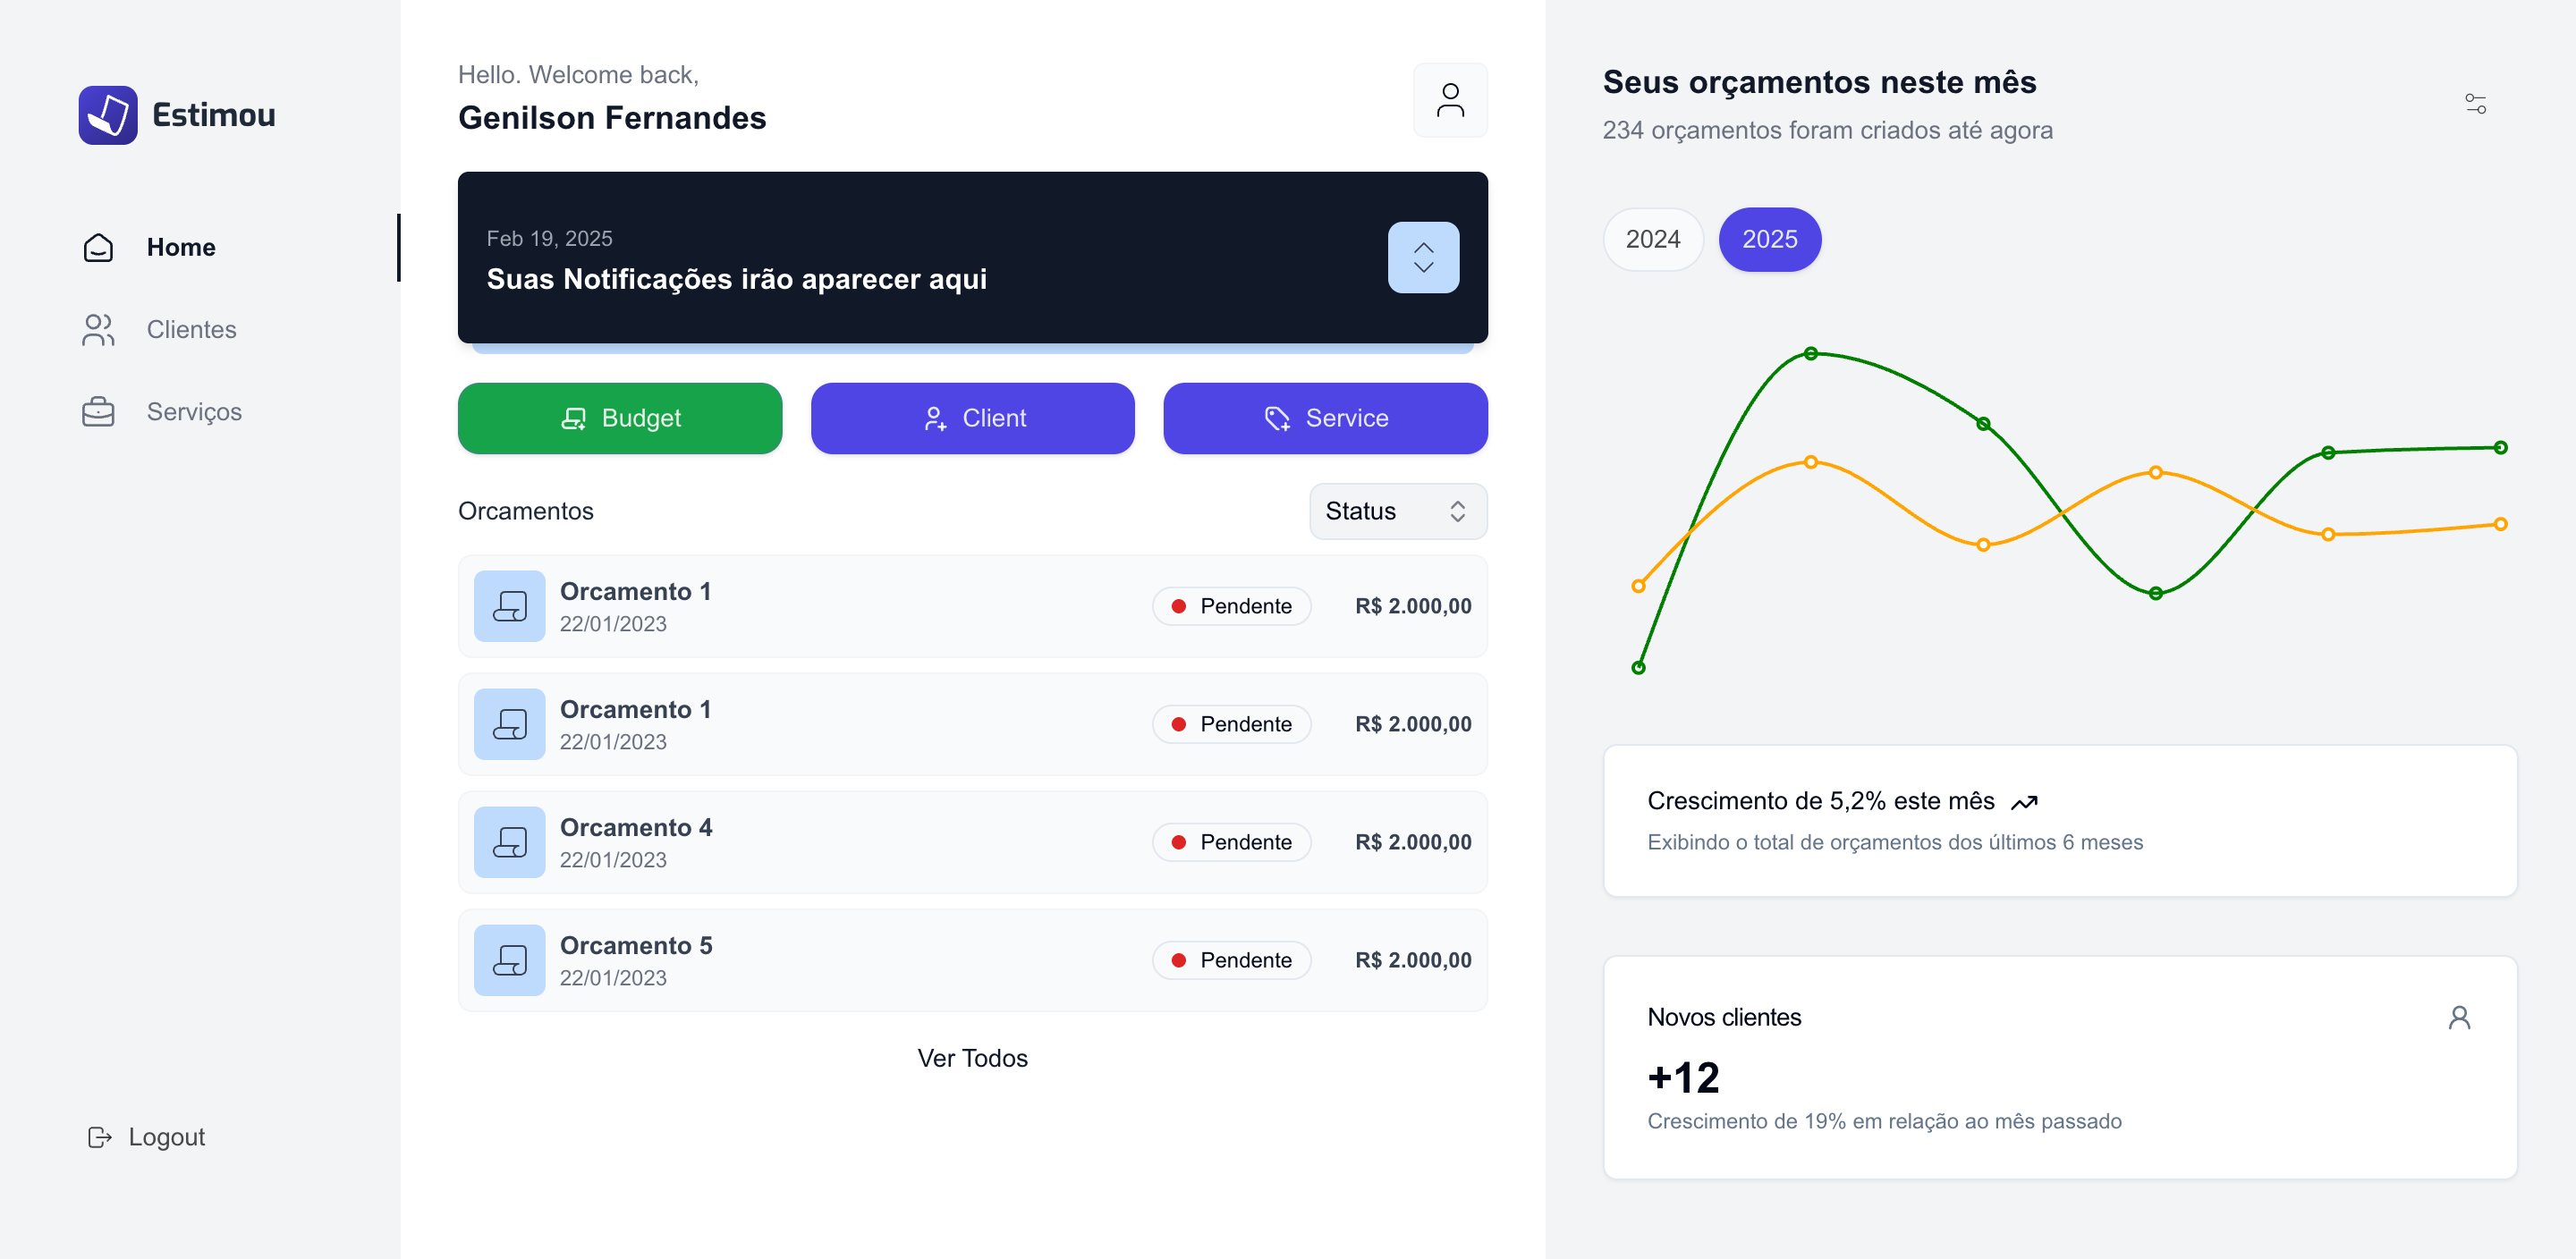 Estimou
Home
Clientes
Serviços
Logout
Hello. Welcome back,
Genilson Fernandes
Feb 19, 2025
Suas Notificações irão aparecer aqui
Budget
Client
Service
Orcamentos
Status
Orcamento 1
22/01/2023
Pendente
R$ 2.000,00
Orcamento 1
22/01/2023
Pendente
R$ 2.000,00
Orcamento 4
22/01/2023
Pendente
R$ 2.000,00
Orcamento 5
22/01/2023
Pendente
R$ 2.000,00
Ver Todos
Seus orçamentos neste mês
234 orçamentos foram criados até agora
2024
2025
Crescimento de 5,2% este mês
Exibindo o total de orçamentos dos últimos 6 meses
Novos clientes
+12
Crescimento de 19% em relação ao mês passado